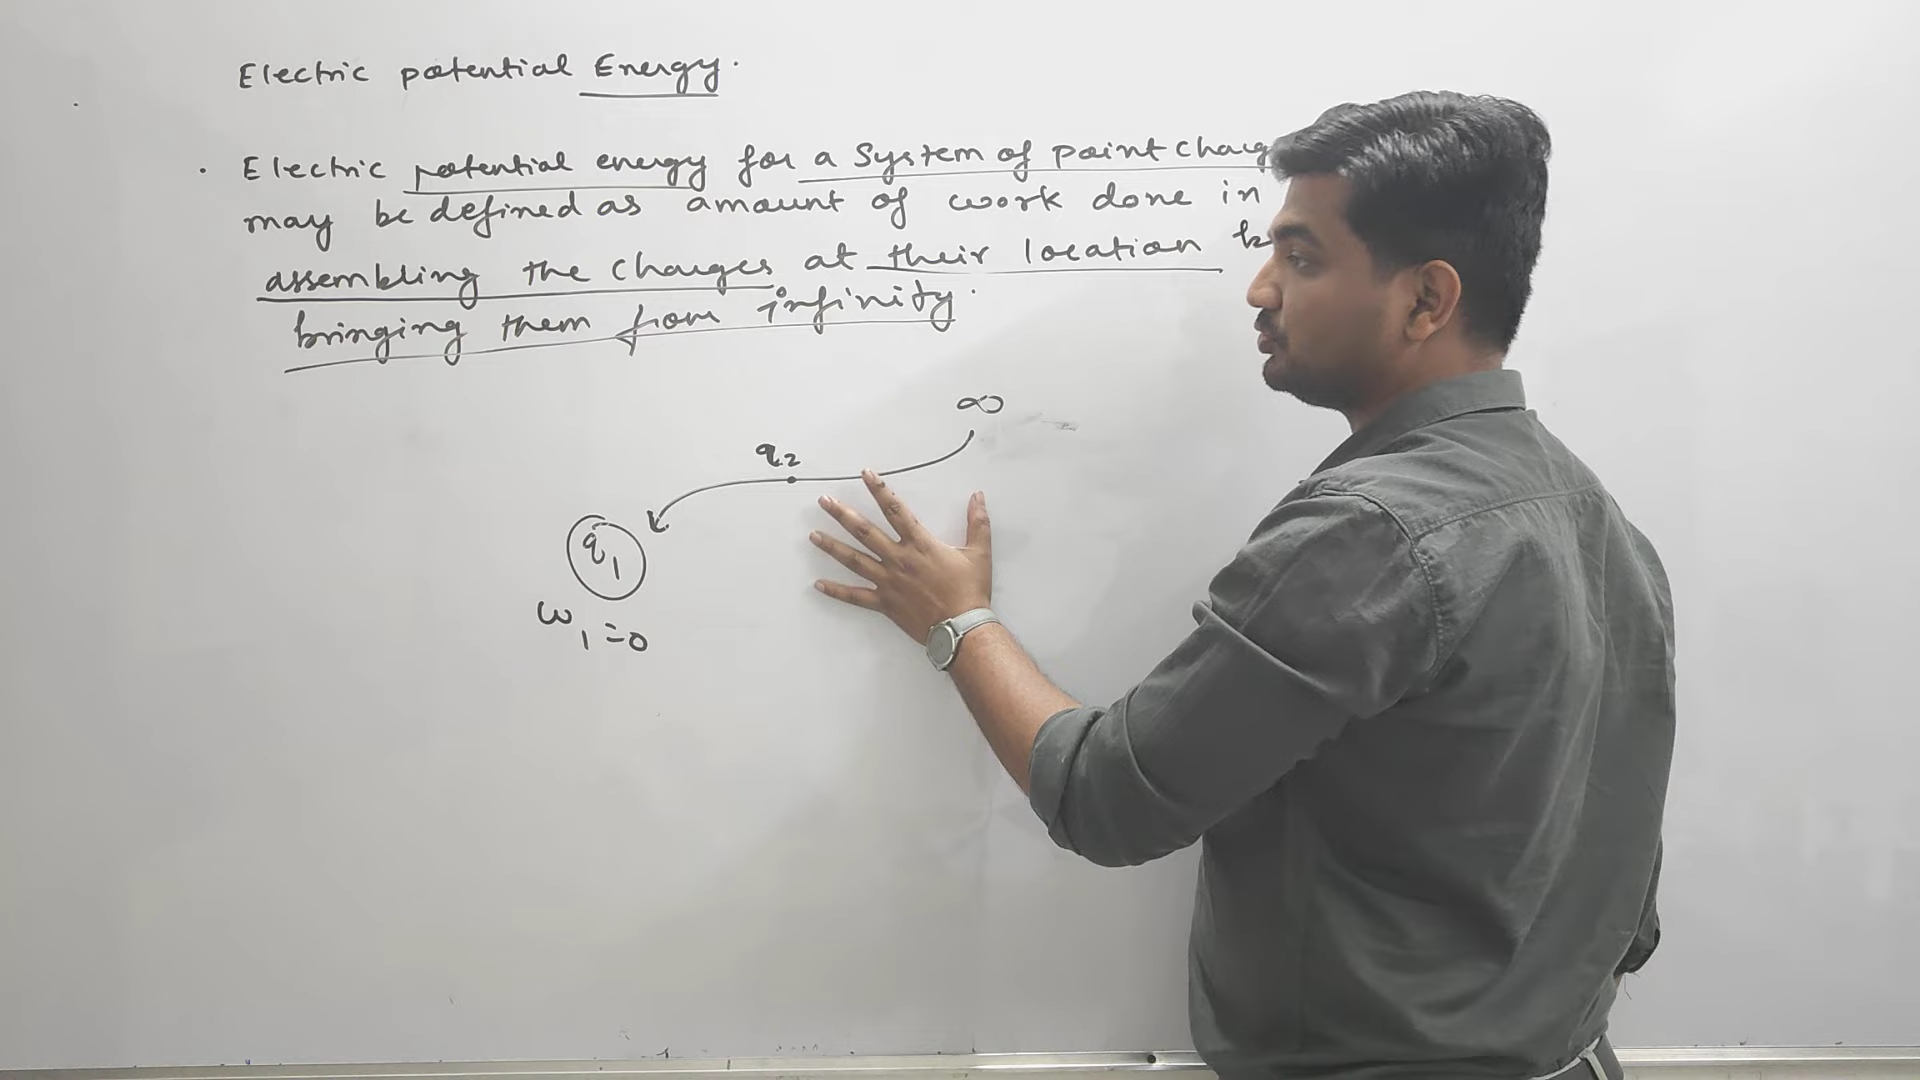 Electric potential Energy.
. Electric potential energy for a system of point charg
may be defined as amount of work done in
assembling the charges at their location b
bringing them from infinity.
∞
q2
q1
w1=0